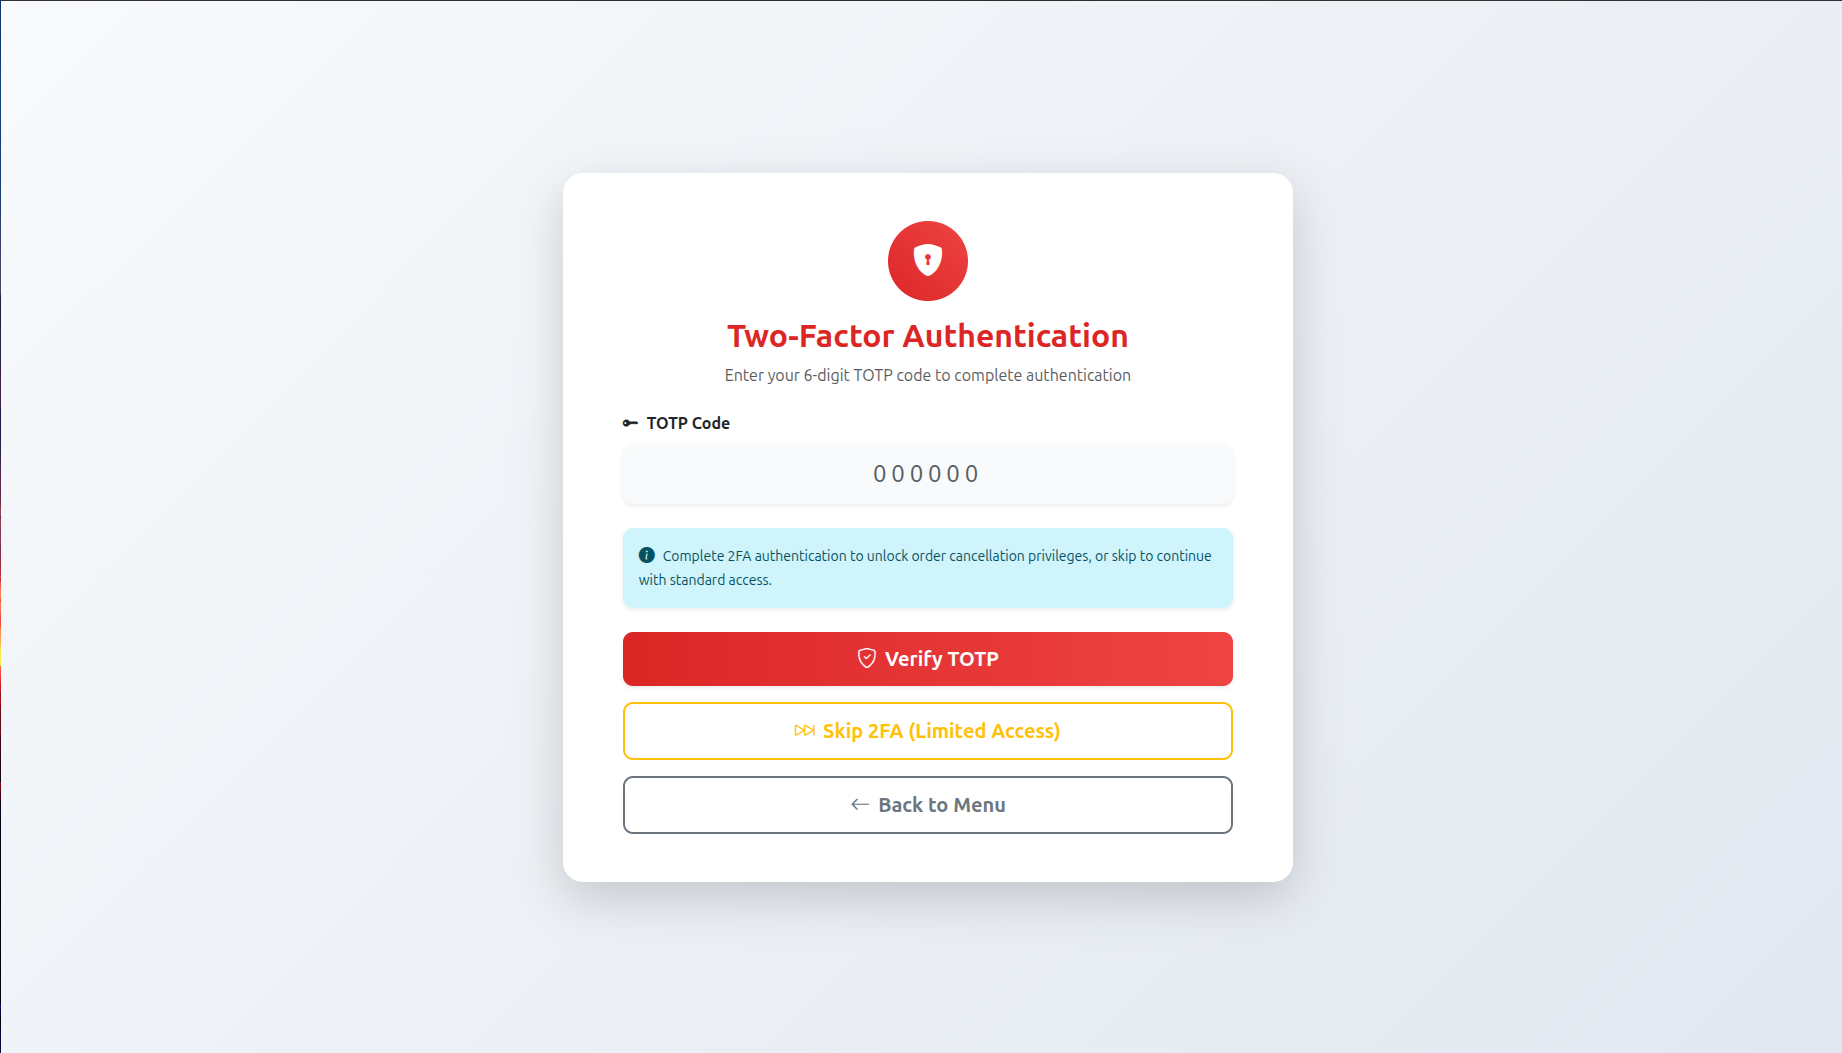 Two-Factor Authentication
Enter your 6-digit TOTP code to complete authentication
TOTP Code
000000
Complete 2FA authentication to unlock order cancellation privileges, or skip to continue
with standard access.
Verify TOTP
Skip 2FA (Limited Access)
Back to Menu